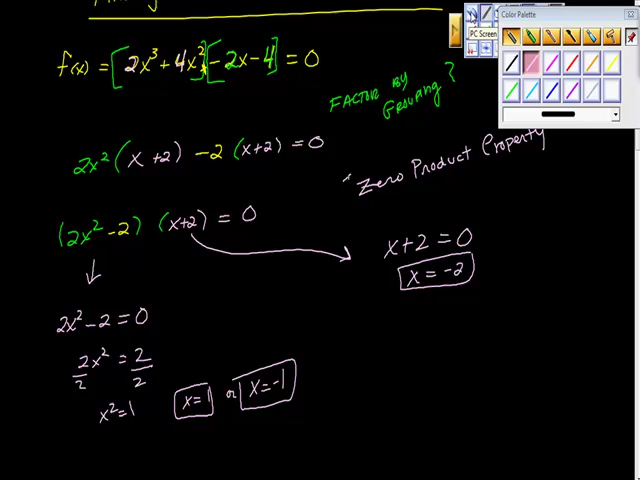 Color Palette
PC Screen
f(x) = [2x³ + 4x²] [-2x - 4] = 0
FACTOR BY
GROUPING ?
2x² (x + 2) - 2 (x + 2) = 0
* Zero Product Property
(2x² - 2) (x + 2) = 0
x + 2 = 0
x = -2
2x² - 2 = 0
2x² = 2
2 2
x² = 1
x = 1 or x = -1